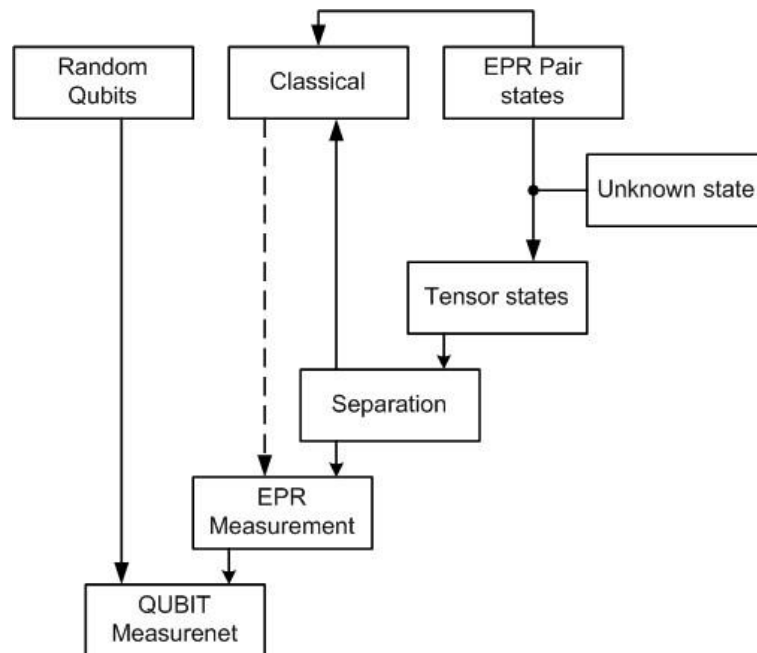 Random
Qubits
Classical
EPR Pair
states
Unknown state
Tensor states
Separation
EPR
Measurement
QUBIT
Measurenet